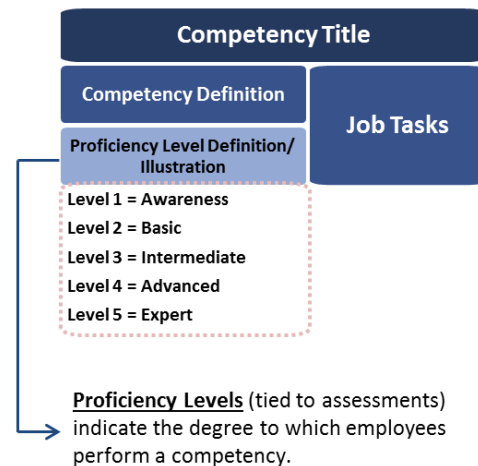 Competency Title
Competency Definition
Job Tasks
Proficiency Level Definition/
Illustration
Level 1 = Awareness
Level 2 = Basic
Level 3 = Intermediate
Level 4 = Advanced
Level 5 = Expert
Proficiency Levels (tied to assessments)
indicate the degree to which employees
perform a competency.